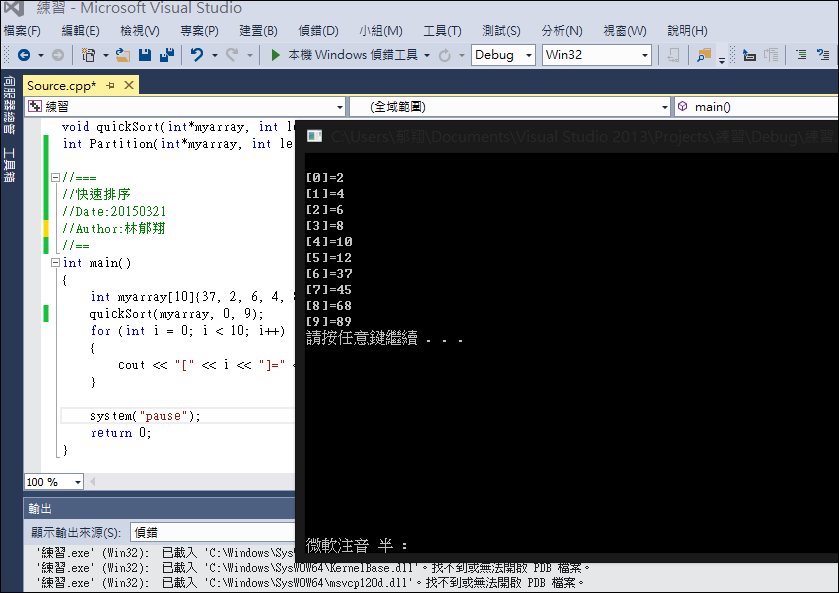 練習 - Microsoft Visual Studio
檔案(F) 編輯(E) 檢視(V) 專案(P) 建置(B) 偵錯(D) 小組(M) 工具(T) 測試(S) 分析(N) 視窗(W) 說明(H)
本機 Windows 偵錯工具 Debug Win32
伺服器總管 工具箱
Source.cpp*
練習 (全域範圍) main()
void quickSort(int*myarray, int le
int Partition(int*myarray, int le
//===
//快速排序
//Date:20150321
//Author:林郁翔
//==
int main()
{
int myarray[10]{37, 2, 6, 4,
quickSort(myarray, 0, 9);
for (int i = 0; i < 10; i++)
{
cout << "[" << i << "]="
}
system("pause");
return 0;
}
100 %
C:\Users\郁翔\Documents\Visual Studio 2013\Projects\練習\Debug\練習.
[0]=2
[1]=4
[2]=6
[3]=8
[4]=10
[5]=12
[6]=37
[7]=45
[8]=68
[9]=89
請按任意鍵繼續 . . .
微軟注音 半 :
輸出
顯示輸出來源(S): 偵錯
'練習.exe' (Win32): 已載入 'C:\Windows\Sys
'練習.exe' (Win32): 已載入 'C:\Windows\SysWOW64\KernelBase.dll'。找不到或無法開啟 PDB 檔案。
'練習.exe' (Win32): 已載入 'C:\Windows\SysWOW64\msvcp120d.dll'。找不到或無法開啟 PDB 檔案。